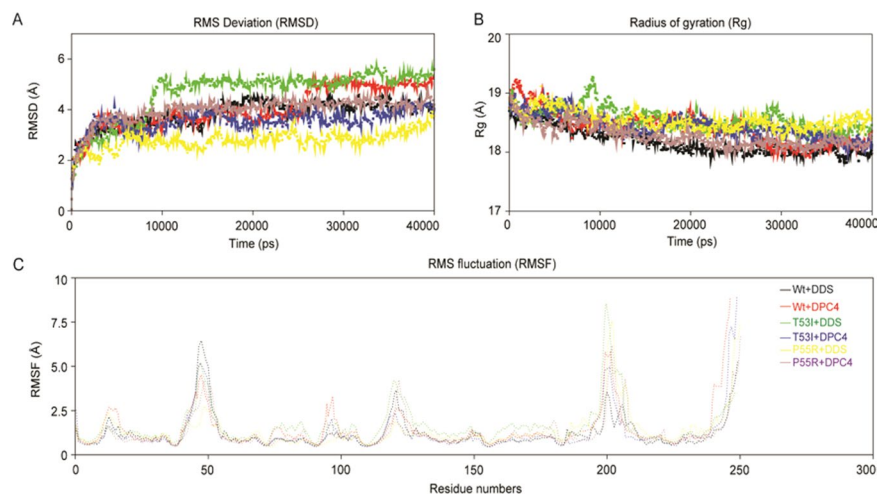 A
RMS Deviation (RMSD)
6
4
2
0
RMSD (Å)
0
10000
20000
30000
40000
Time (ps)
B
Radius of gyration (Rg)
20
19
18
17
Rg (Å)
0
10000
20000
30000
40000
Time (ps)
C
RMS fluctuation (RMSF)
10
7.5
5.0
2.5
0
RMSF (Å)
Wt+DDS
Wt+DPC4
T53I+DDS
T53I+DPC4
P55R+DDS
P55R+DPC4
0
50
100
150
200
250
300
Residue numbers